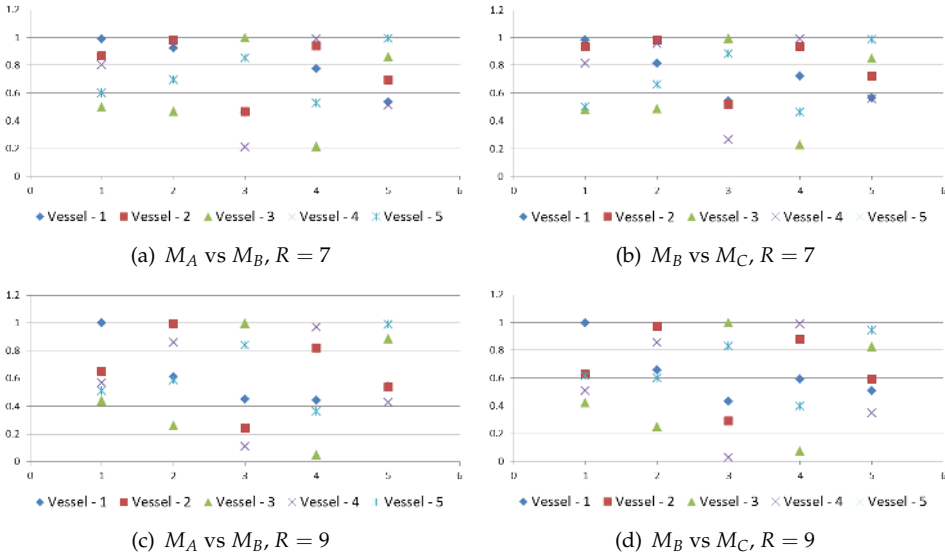 1.2
1
0.8
0.6
0.4
0.2
0
0 1 2 3 4 5 6
Vessel - 1 Vessel - 2 Vessel - 3 Vessel - 4 Vessel - 5
(a) M_A vs M_B, R = 7
1.2
1
0.8
0.6
0.4
0.2
0
0 1 2 3 4 5 6
Vessel - 1 Vessel - 2 Vessel - 3 Vessel - 4 Vessel - 5
(b) M_B vs M_C, R = 7
1.2
1
0.8
0.6
0.4
0.2
0
0 1 2 3 4 5 6
Vessel - 1 Vessel - 2 Vessel - 3 Vessel - 4 Vessel - 5
(c) M_A vs M_B, R = 9
1.2
1
0.8
0.6
0.4
0.2
0
0 1 2 3 4 5 6
Vessel - 1 Vessel - 2 Vessel - 3 Vessel - 4 Vessel - 5
(d) M_B vs M_C, R = 9